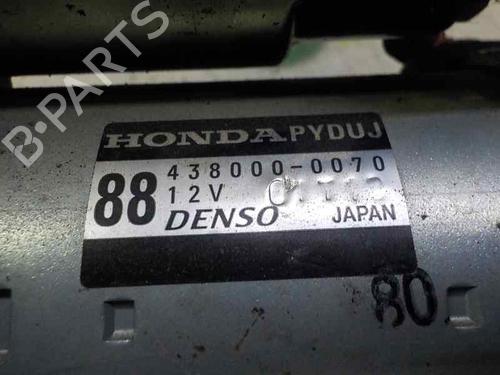 B-PARTS
HONDA PYDUJ
88 438000-0070
12V
DENSO JAPAN
80